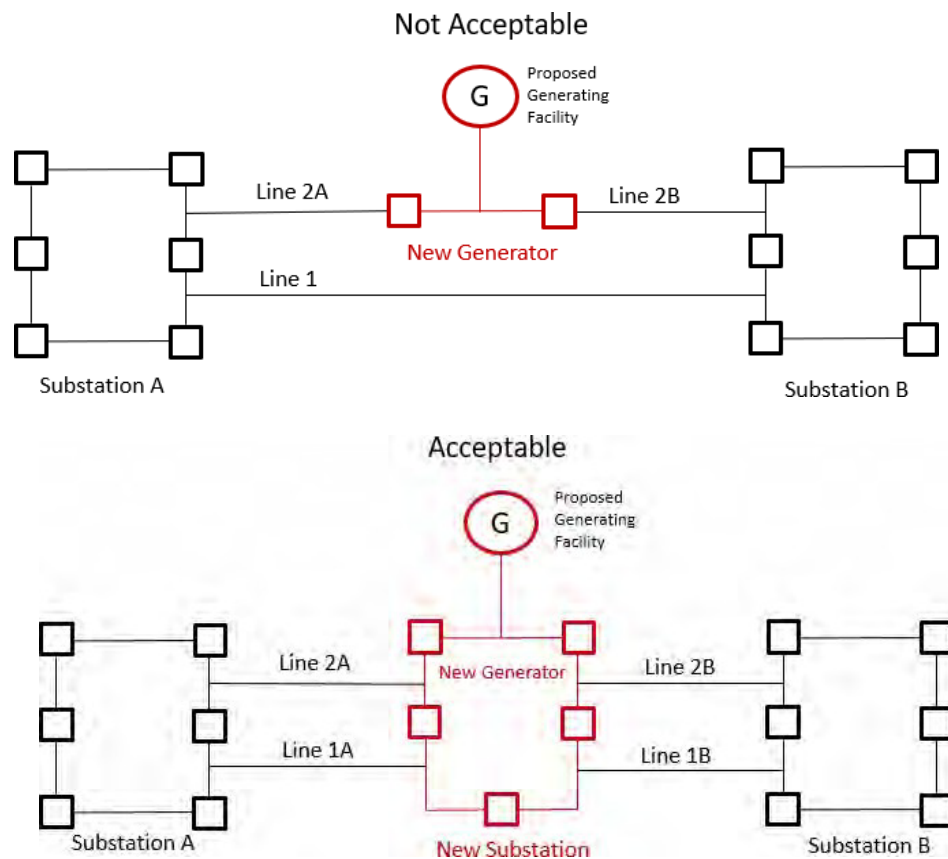 Not Acceptable
G
Proposed
Generating
Facility
Line 2A
Line 2B
New Generator
Line 1
Substation A
Substation B
Acceptable
G
Proposed
Generating
Facility
Line 2A
New Generator
Line 2B
Line 1A
Line 1B
Substation A
New Substation
Substation B